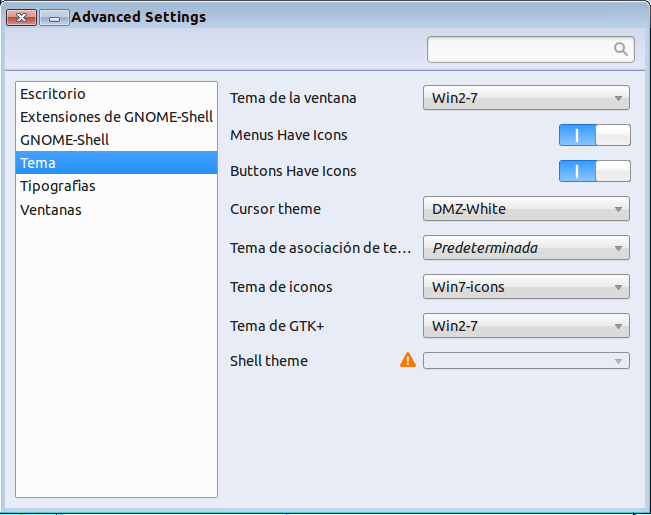 Advanced Settings
Escritorio
Extensiones de GNOME-Shell
GNOME-Shell
Tema
Tipografías
Ventanas
Tema de la ventana
Win2-7
Menus Have Icons
Buttons Have Icons
Cursor theme
DMZ-White
Tema de asociación de te...
Predeterminada
Tema de iconos
Win7-icons
Tema de GTK+
Win2-7
Shell theme